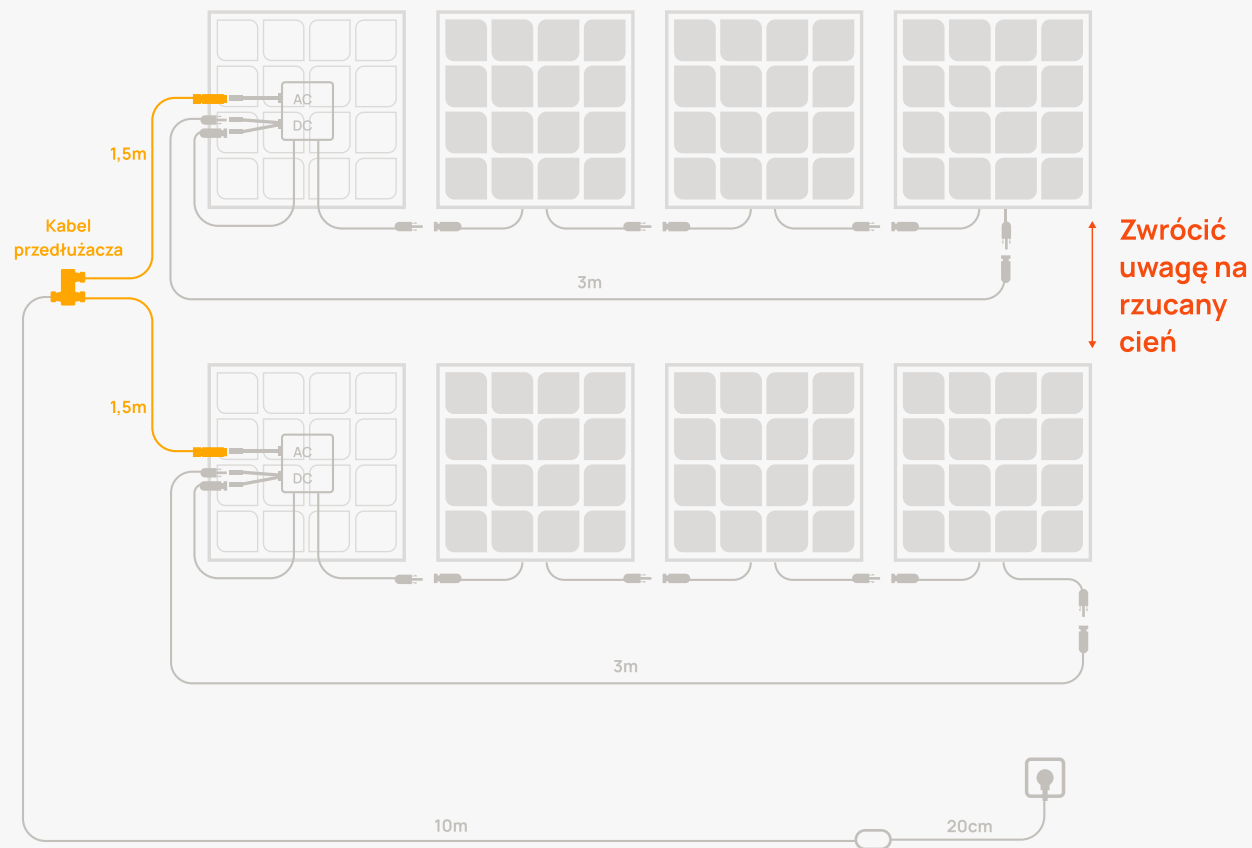 AC
DC
1,5m
Kabel
przedłużacza
3m
Zwrócić
uwagę na
rzucany
cień
1,5m
AC
DC
3m
10m
20cm